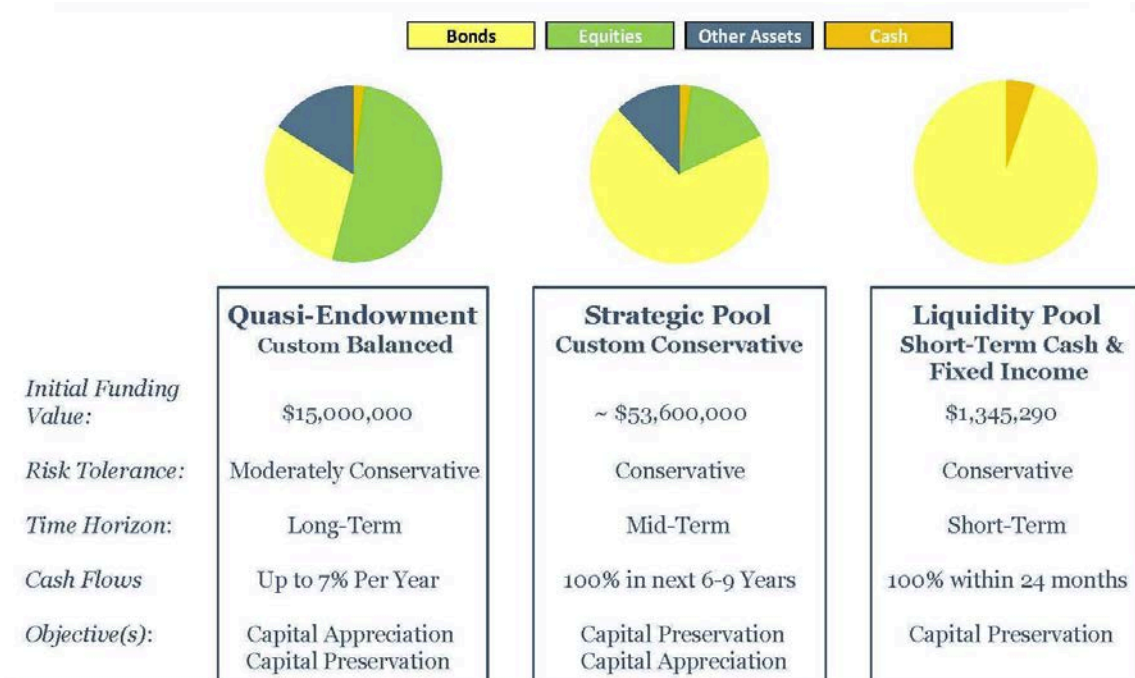 Bonds Equities Other Assets Cash
Quasi-Endowment
Custom Balanced
Strategic Pool
Custom Conservative
Liquidity Pool
Short-Term Cash &
Fixed Income
Initial Funding
Value: $15,000,000 ~ $53,600,000 $1,345,290
Risk Tolerance: Moderately Conservative Conservative Conservative
Time Horizon: Long-Term Mid-Term Short-Term
Cash Flows Up to 7% Per Year 100% in next 6-9 Years 100% within 24 months
Objective(s): Capital Appreciation Capital Preservation Capital Preservation
Capital Preservation Capital Appreciation